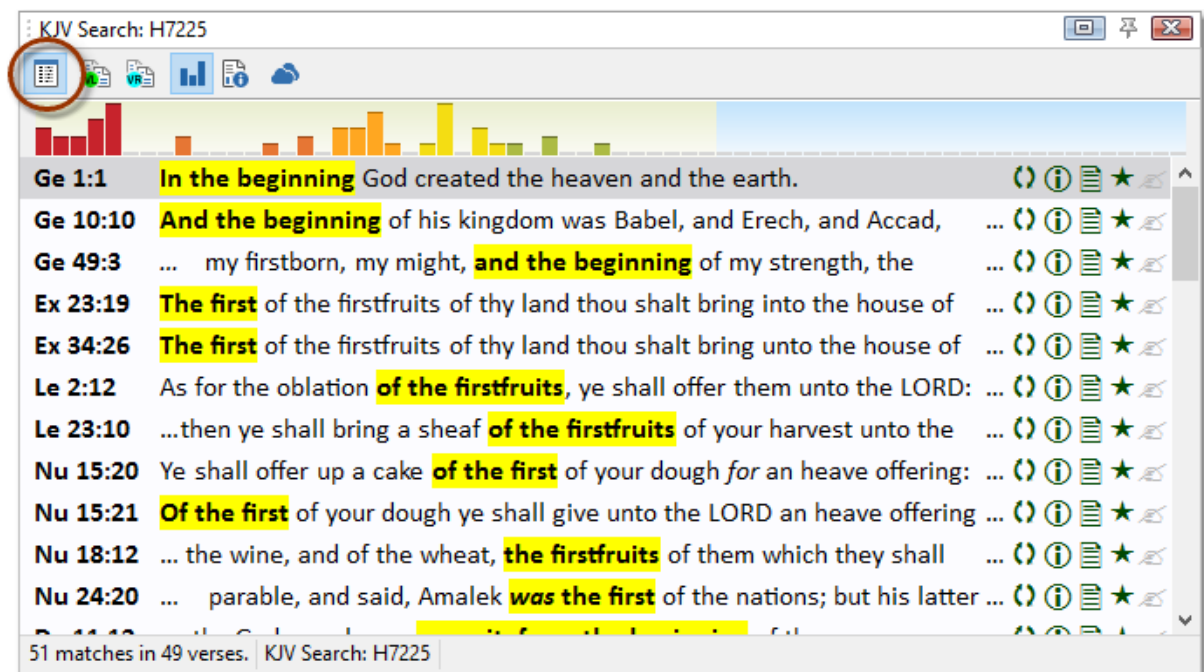 KJV Search: H7225
VL VR
Ge 1:1 In the beginning God created the heaven and the earth.
Ge 10:10 And the beginning of his kingdom was Babel, and Erech, and Accad, ...
Ge 49:3 ... my firstborn, my might, and the beginning of my strength, the ...
Ex 23:19 The first of the firstfruits of thy land thou shalt bring into the house of ...
Ex 34:26 The first of the firstfruits of thy land thou shalt bring unto the house of ...
Le 2:12 As for the oblation of the firstfruits, ye shall offer them unto the LORD: ...
Le 23:10 ...then ye shall bring a sheaf of the firstfruits of your harvest unto the ...
Nu 15:20 Ye shall offer up a cake of the first of your dough for an heave offering: ...
Nu 15:21 Of the first of your dough ye shall give unto the LORD an heave offering ...
Nu 18:12 ... the wine, and of the wheat, the firstfruits of them which they shall ...
Nu 24:20 ... parable, and said, Amalek was the first of the nations; but his latter ...
51 matches in 49 verses. KJV Search: H7225